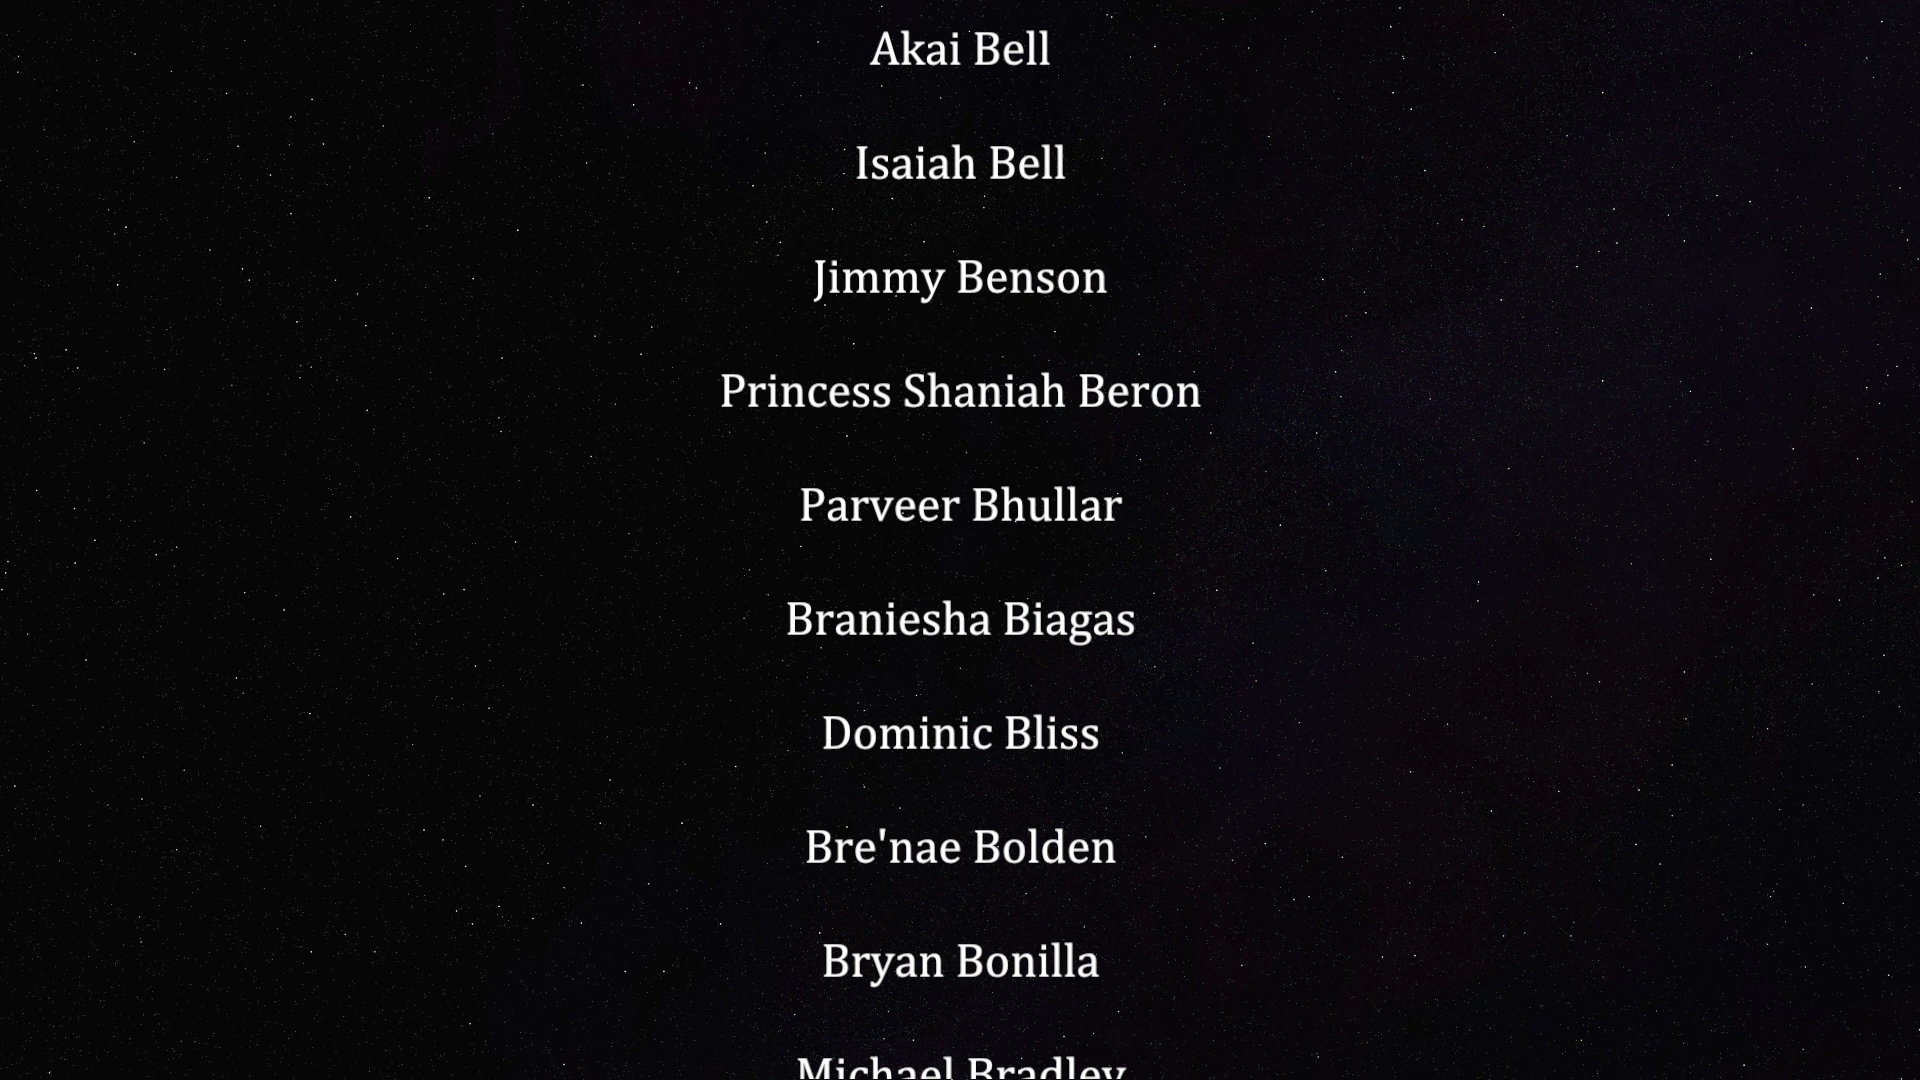 Akai Bell
Isaiah Bell
Jimmy Benson
Princess Shaniah Beron
Parveer Bhullar
Braniesha Biagas
Dominic Bliss
Bre'nae Bolden
Bryan Bonilla
Michael Bradley